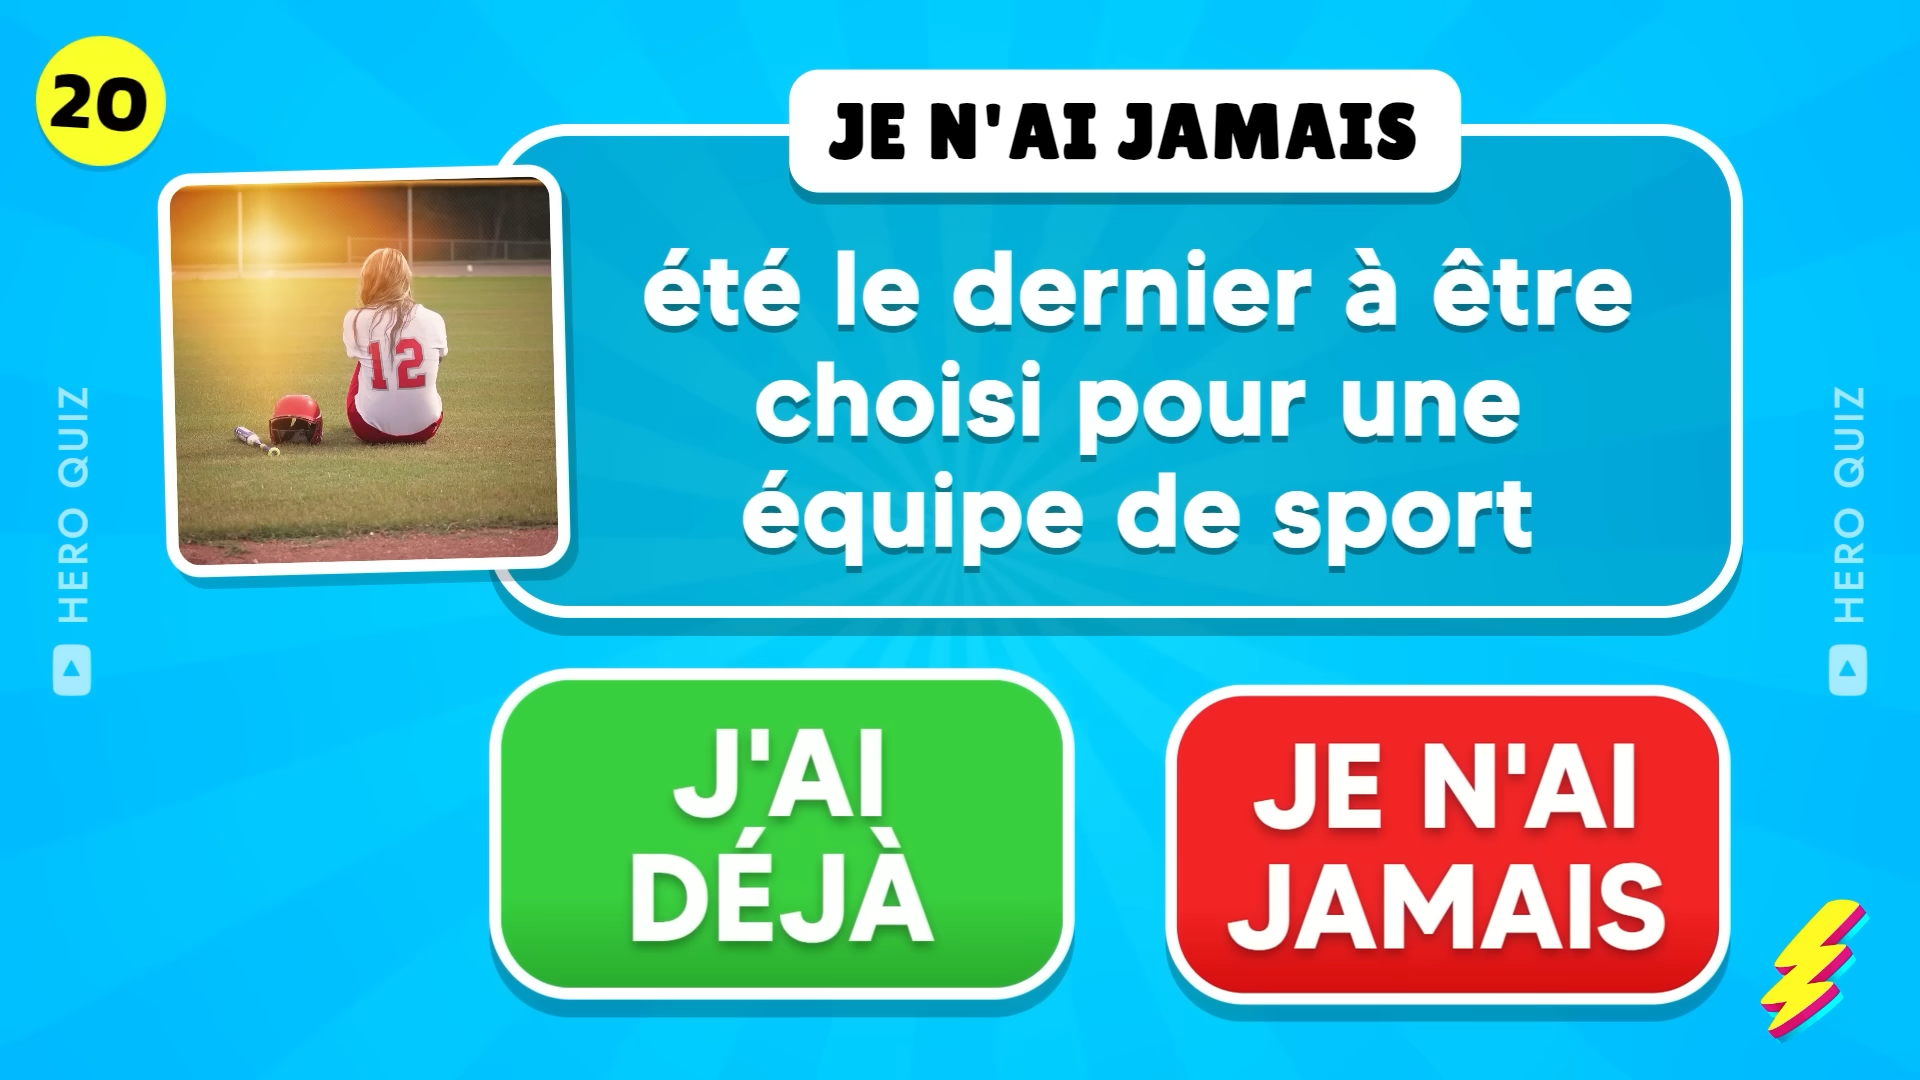 20
JE N'AI JAMAIS
été le dernier à être
choisi pour une
équipe de sport
12
HERO QUIZ
HERO QUIZ
J'AI
DÉJÀ
JE N'AI
JAMAIS